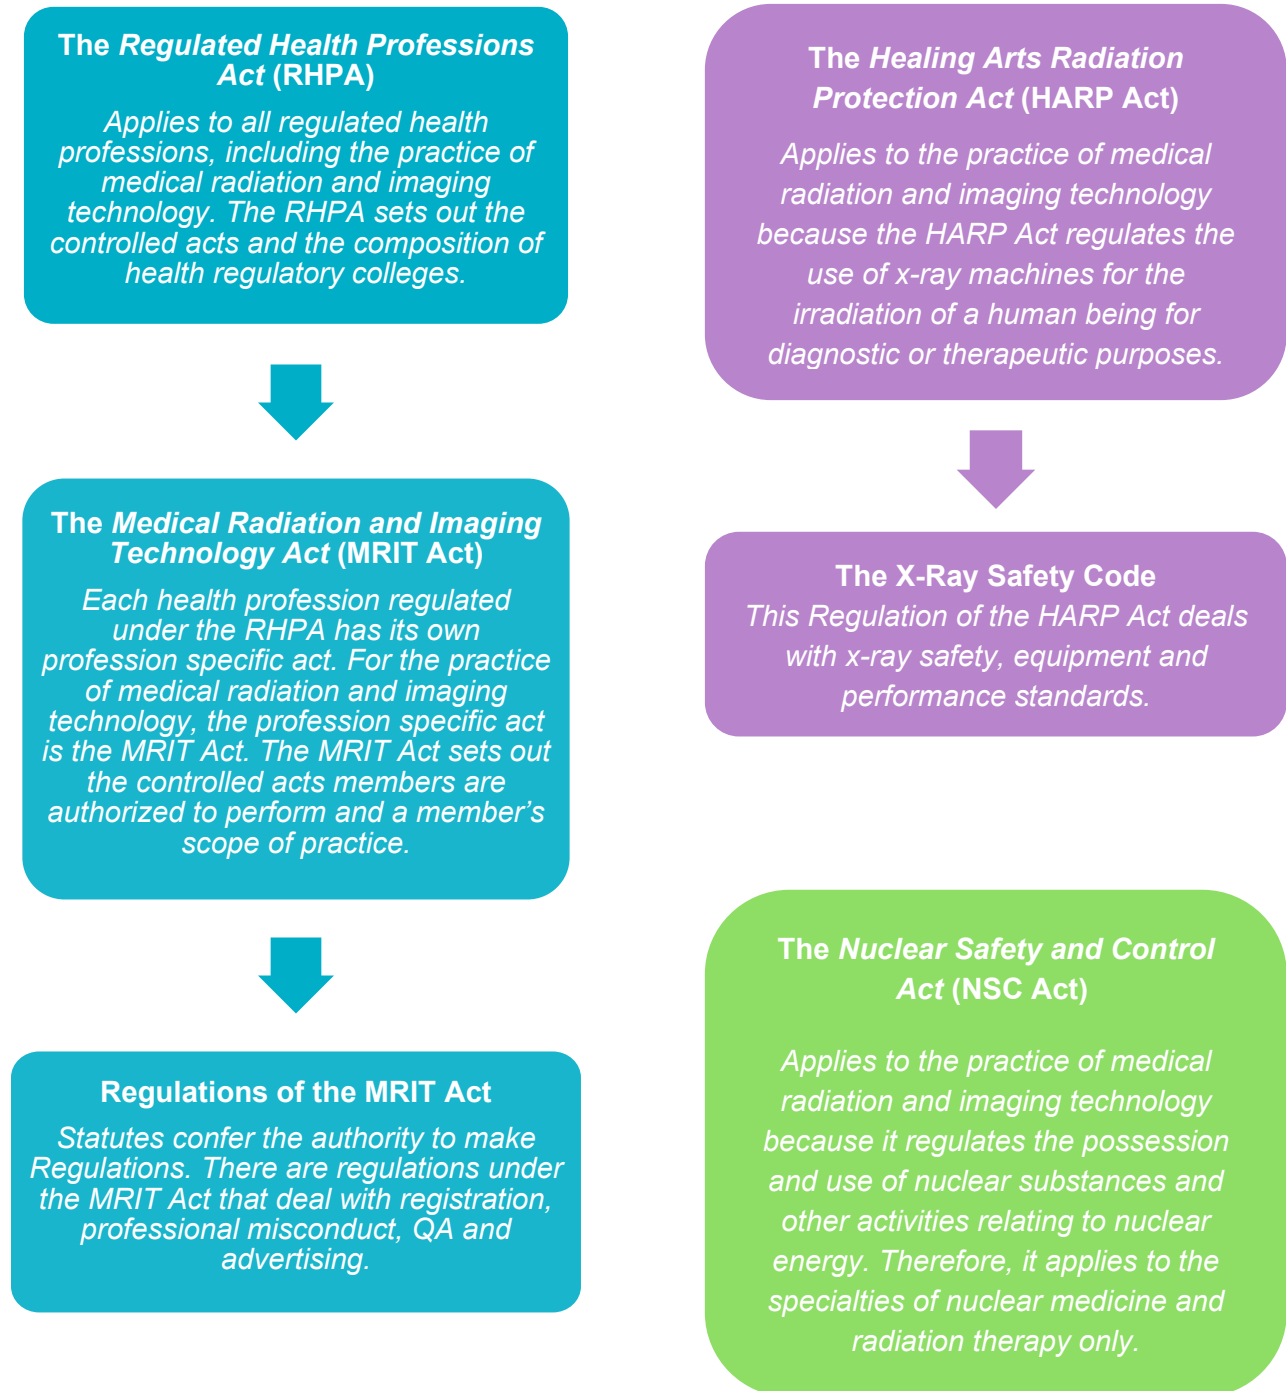 The Regulated Health Professions
Act (RHPA)
Applies to all regulated health
professions, including the practice of
medical radiation and imaging
technology. The RHPA sets out the
controlled acts and the composition of
health regulatory colleges.
The Medical Radiation and Imaging
Technology Act (MRIT Act)
Each health profession regulated
under the RHPA has its own
profession specific act. For the practice
of medical radiation and imaging
technology, the profession specific act
is the MRIT Act. The MRIT Act sets out
the controlled acts members are
authorized to perform and a member’s
scope of practice.
Regulations of the MRIT Act
Statutes confer the authority to make
Regulations. There are regulations under
the MRIT Act that deal with registration,
professional misconduct, QA and
advertising.
The Healing Arts Radiation
Protection Act (HARP Act)
Applies to the practice of medical
radiation and imaging technology
because the HARP Act regulates the
use of x-ray machines for the
irradiation of a human being for
diagnostic or therapeutic purposes.
The X-Ray Safety Code
This Regulation of the HARP Act deals
with x-ray safety, equipment and
performance standards.
The Nuclear Safety and Control
Act (NSC Act)
Applies to the practice of medical
radiation and imaging technology
because it regulates the possession
and use of nuclear substances and
other activities relating to nuclear
energy. Therefore, it applies to the
specialties of nuclear medicine and
radiation therapy only.